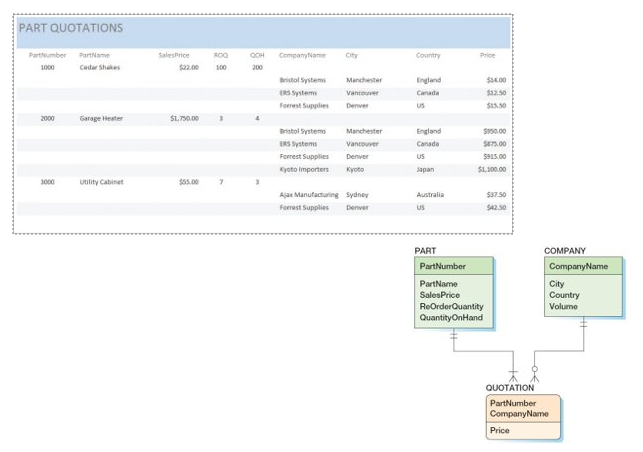 PART QUOTATIONS
PartNumber PartName SalesPrice ROQ QOH CompanyName City Country Price
1000 Cedar Shakes $22.00 100 200
Bristol Systems Manchester England $14.00
ERS Systems Vancouver Canada $12.50
Forrest Supplies Denver US $15.50
2000 Garage Heater $1,750.00 3 4
Bristol Systems Manchester England $950.00
ERS Systems Vancouver Canada $875.00
Forrest Supplies Denver US $915.00
Kyoto Importers Kyoto Japan $1,100.00
3000 Utility Cabinet $55.00 7 3
Ajax Manufacturing Sydney Australia $37.50
Forrest Supplies Denver US $42.50
PART
PartNumber
PartName
SalesPrice
ReOrderQuantity
QuantityOnHand
COMPANY
CompanyName
City
Country
Volume
QUOTATION
PartNumber
CompanyName
Price